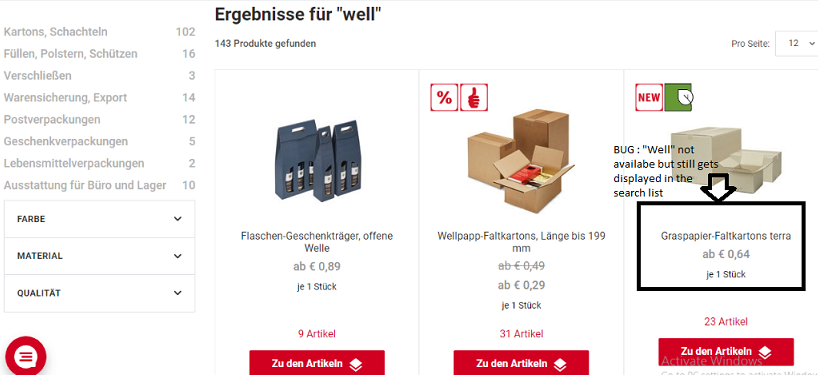 Ergebnisse für "well"
143 Produkte gefunden
Pro Seite: 12
Kartons, Schachteln 102
Füllen, Polstern, Schützen 16
Verschließen 3
Warensicherung, Export 14
Postverpackungen 12
Geschenkverpackungen 5
Lebensmittelverpackungen 2
Ausstattung für Büro und Lager 10
FARBE
MATERIAL
QUALITÄT
Flaschen-Geschenkträger, offene
Welle
ab € 0,89
je 1 Stück
9 Artikel
Zu den Artikeln
%
Wellpapp-Faltkartons, Länge bis 199
mm
ab € 0,49
ab € 0,29
je 1 Stück
31 Artikel
Zu den Artikeln
NEW
BUG : "Well" not
availabe but still gets
displayed in the
search list
Graspapier-Faltkartons terra
ab € 0,64
je 1 Stück
23 Artikel
Zu den Artikeln
Activate Windows
Go to PC settings to activate Windows